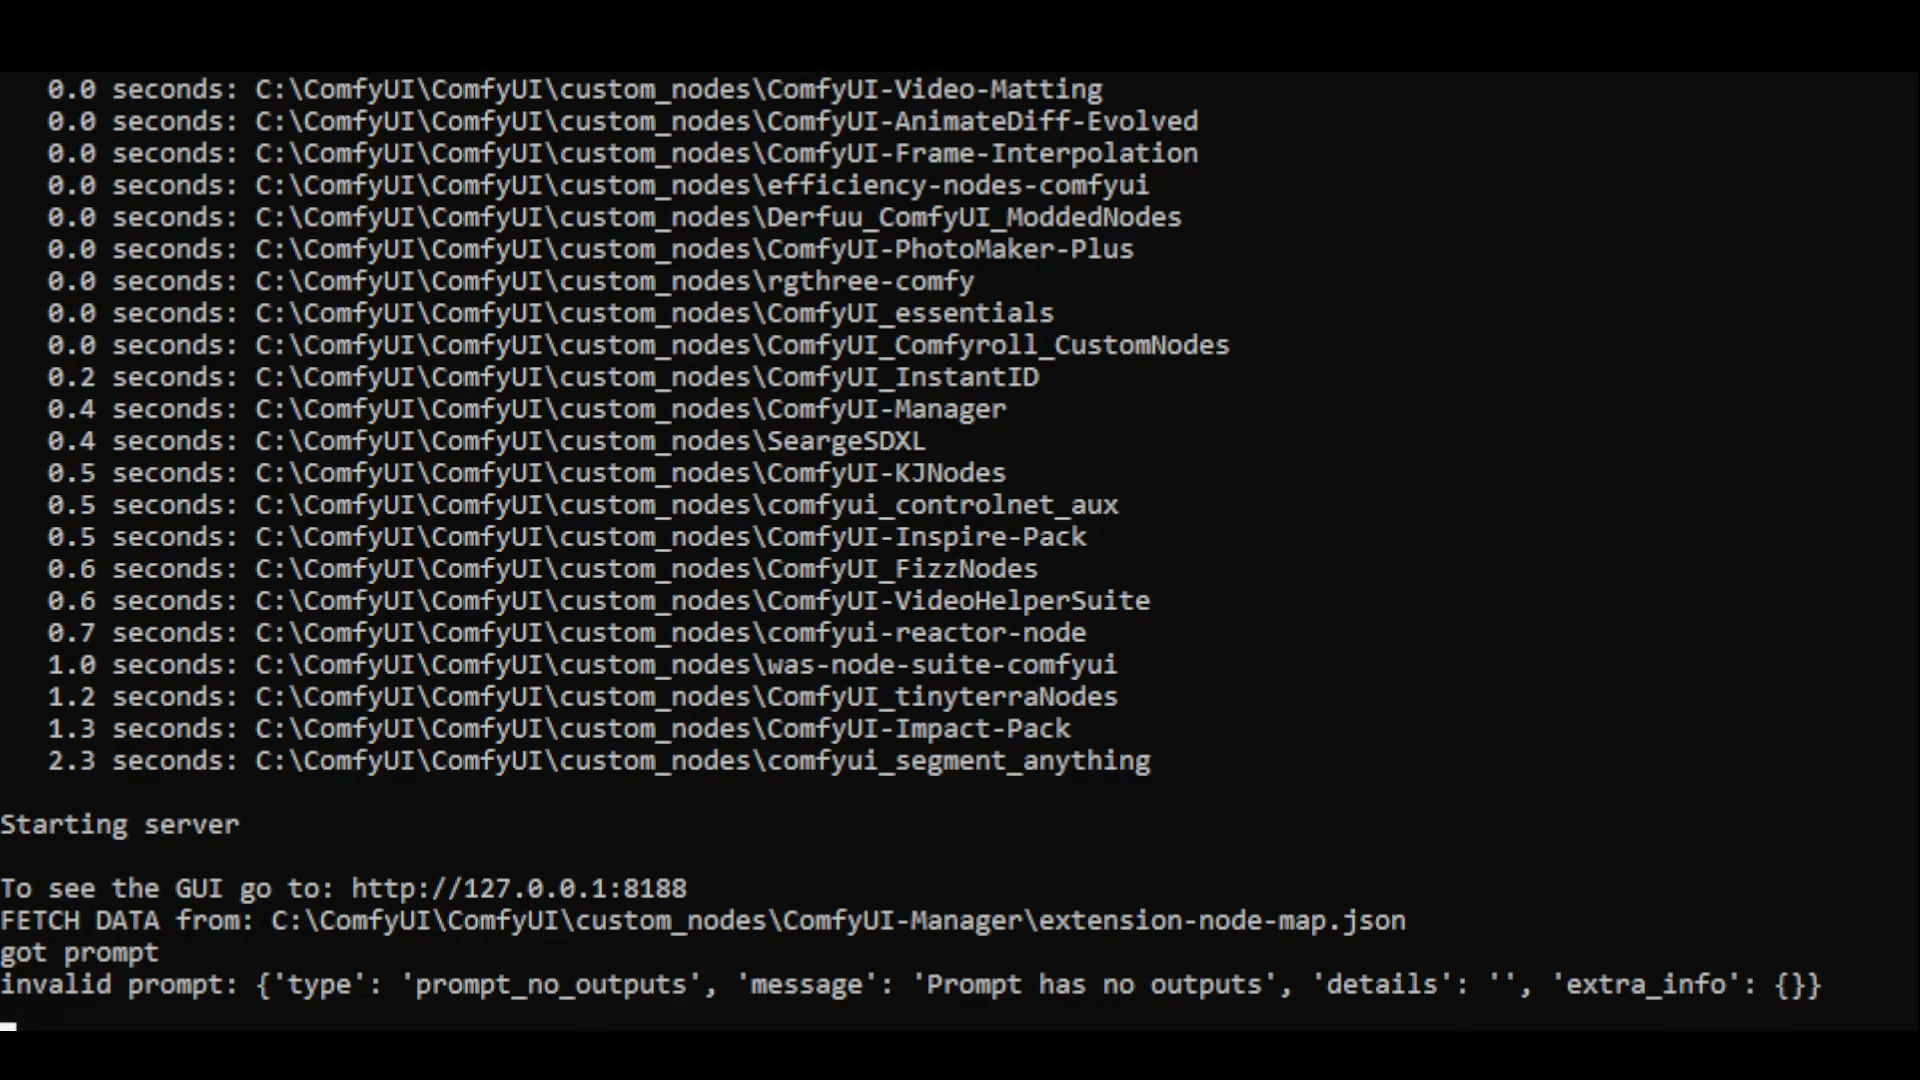 0.0 seconds: C:\ComfyUI\ComfyUI\custom_nodes\ComfyUI-Video-Matting
0.0 seconds: C:\ComfyUI\ComfyUI\custom_nodes\ComfyUI-AnimateDiff-Evolved
0.0 seconds: C:\ComfyUI\ComfyUI\custom_nodes\ComfyUI-Frame-Interpolation
0.0 seconds: C:\ComfyUI\ComfyUI\custom_nodes\efficiency-nodes-comfyui
0.0 seconds: C:\ComfyUI\ComfyUI\custom_nodes\Derfuu_ComfyUI_ModdedNodes
0.0 seconds: C:\ComfyUI\ComfyUI\custom_nodes\ComfyUI-PhotoMaker-Plus
0.0 seconds: C:\ComfyUI\ComfyUI\custom_nodes\rgthree-comfy
0.0 seconds: C:\ComfyUI\ComfyUI\custom_nodes\ComfyUI_essentials
0.0 seconds: C:\ComfyUI\ComfyUI\custom_nodes\ComfyUI_Comfyroll_CustomNodes
0.2 seconds: C:\ComfyUI\ComfyUI\custom_nodes\ComfyUI_InstantID
0.4 seconds: C:\ComfyUI\ComfyUI\custom_nodes\ComfyUI-Manager
0.4 seconds: C:\ComfyUI\ComfyUI\custom_nodes\SeargeSDXL
0.5 seconds: C:\ComfyUI\ComfyUI\custom_nodes\ComfyUI-KJNodes
0.5 seconds: C:\ComfyUI\ComfyUI\custom_nodes\comfyui_controlnet_aux
0.5 seconds: C:\ComfyUI\ComfyUI\custom_nodes\ComfyUI-Inspire-Pack
0.6 seconds: C:\ComfyUI\ComfyUI\custom_nodes\ComfyUI_FizzNodes
0.6 seconds: C:\ComfyUI\ComfyUI\custom_nodes\ComfyUI-VideoHelperSuite
0.7 seconds: C:\ComfyUI\ComfyUI\custom_nodes\comfyui-reactor-node
1.0 seconds: C:\ComfyUI\ComfyUI\custom_nodes\was-node-suite-comfyui
1.2 seconds: C:\ComfyUI\ComfyUI\custom_nodes\ComfyUI_tinyterraNodes
1.3 seconds: C:\ComfyUI\ComfyUI\custom_nodes\ComfyUI-Impact-Pack
2.3 seconds: C:\ComfyUI\ComfyUI\custom_nodes\comfyui_segment_anything
Starting server
To see the GUI go to: http://127.0.0.1:8188
FETCH DATA from: C:\ComfyUI\ComfyUI\custom_nodes\ComfyUI-Manager\extension-node-map.json
got prompt
invalid prompt: {'type': 'prompt_no_outputs', 'message': 'Prompt has no outputs', 'details': '', 'extra_info': {}}